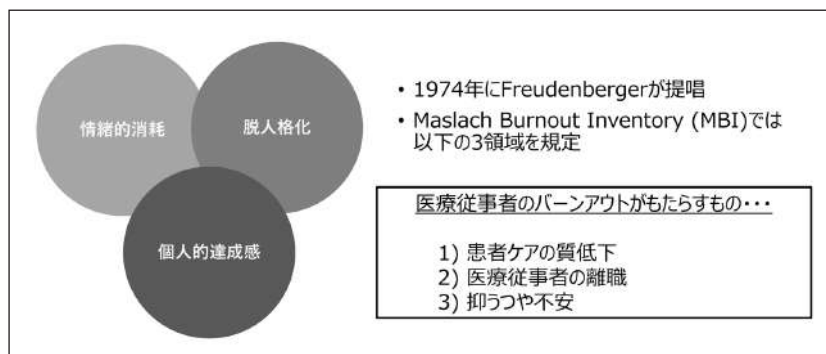 情緒的消耗
脱人格化
個人的達成感
• 1974年にFreudenbergerが提唱
• Maslach Burnout Inventory (MBI)では
以下の3領域を規定
医療従事者のバーンアウトがもたらすもの・・・
1) 患者ケアの質低下
2) 医療従事者の離職
3) 抑うつや不安